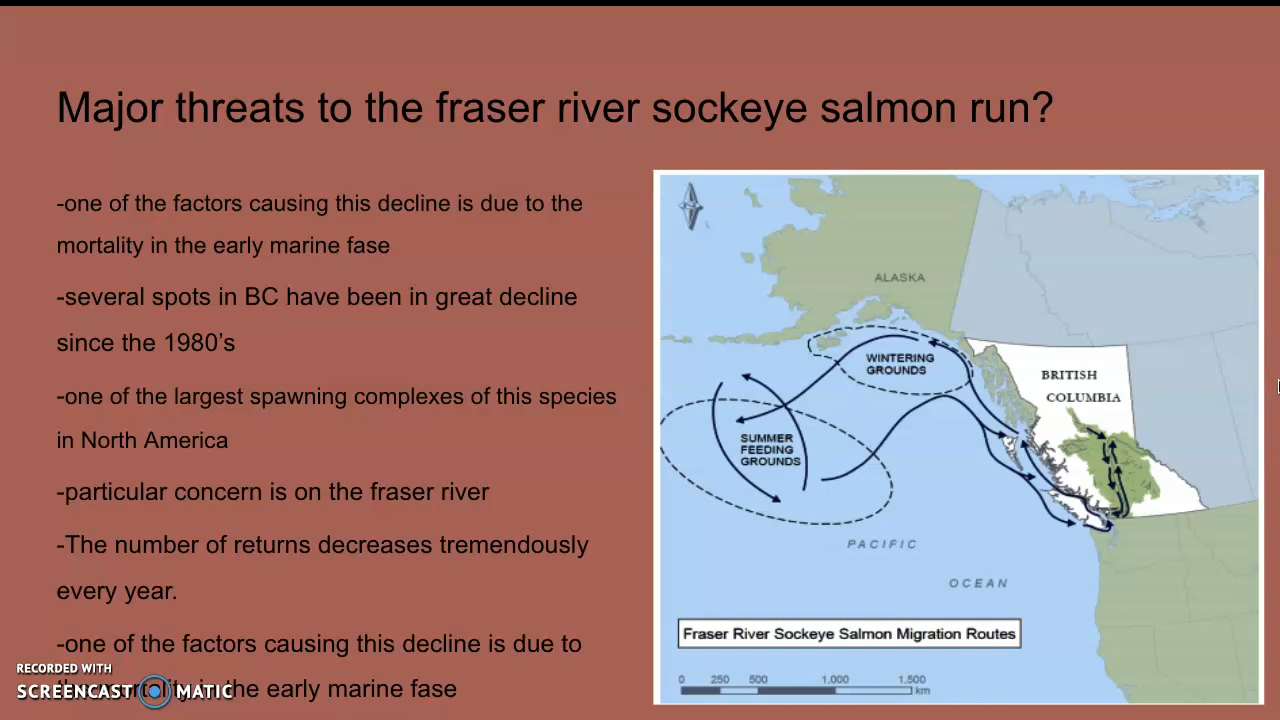 Major threats to the fraser river sockeye salmon run?
-one of the factors causing this decline is due to the
mortality in the early marine fase
-several spots in BC have been in great decline
since the 1980's
-one of the largest spawning complexes of this species
in North America
-particular concern is on the fraser river
-The number of returns decreases tremendously
every year.
-one of the factors causing this decline is due to
the mortality in the early marine fase
RECORDED WITH
SCREENCAST MATIC
ALASKA
WINTERING
GROUNDS
BRITISH
COLUMBIA
SUMMER
FEEDING
GROUNDS
PACIFIC
OCEAN
Fraser River Sockeye Salmon Migration Routes
0 250 500 1,000 1,500
km